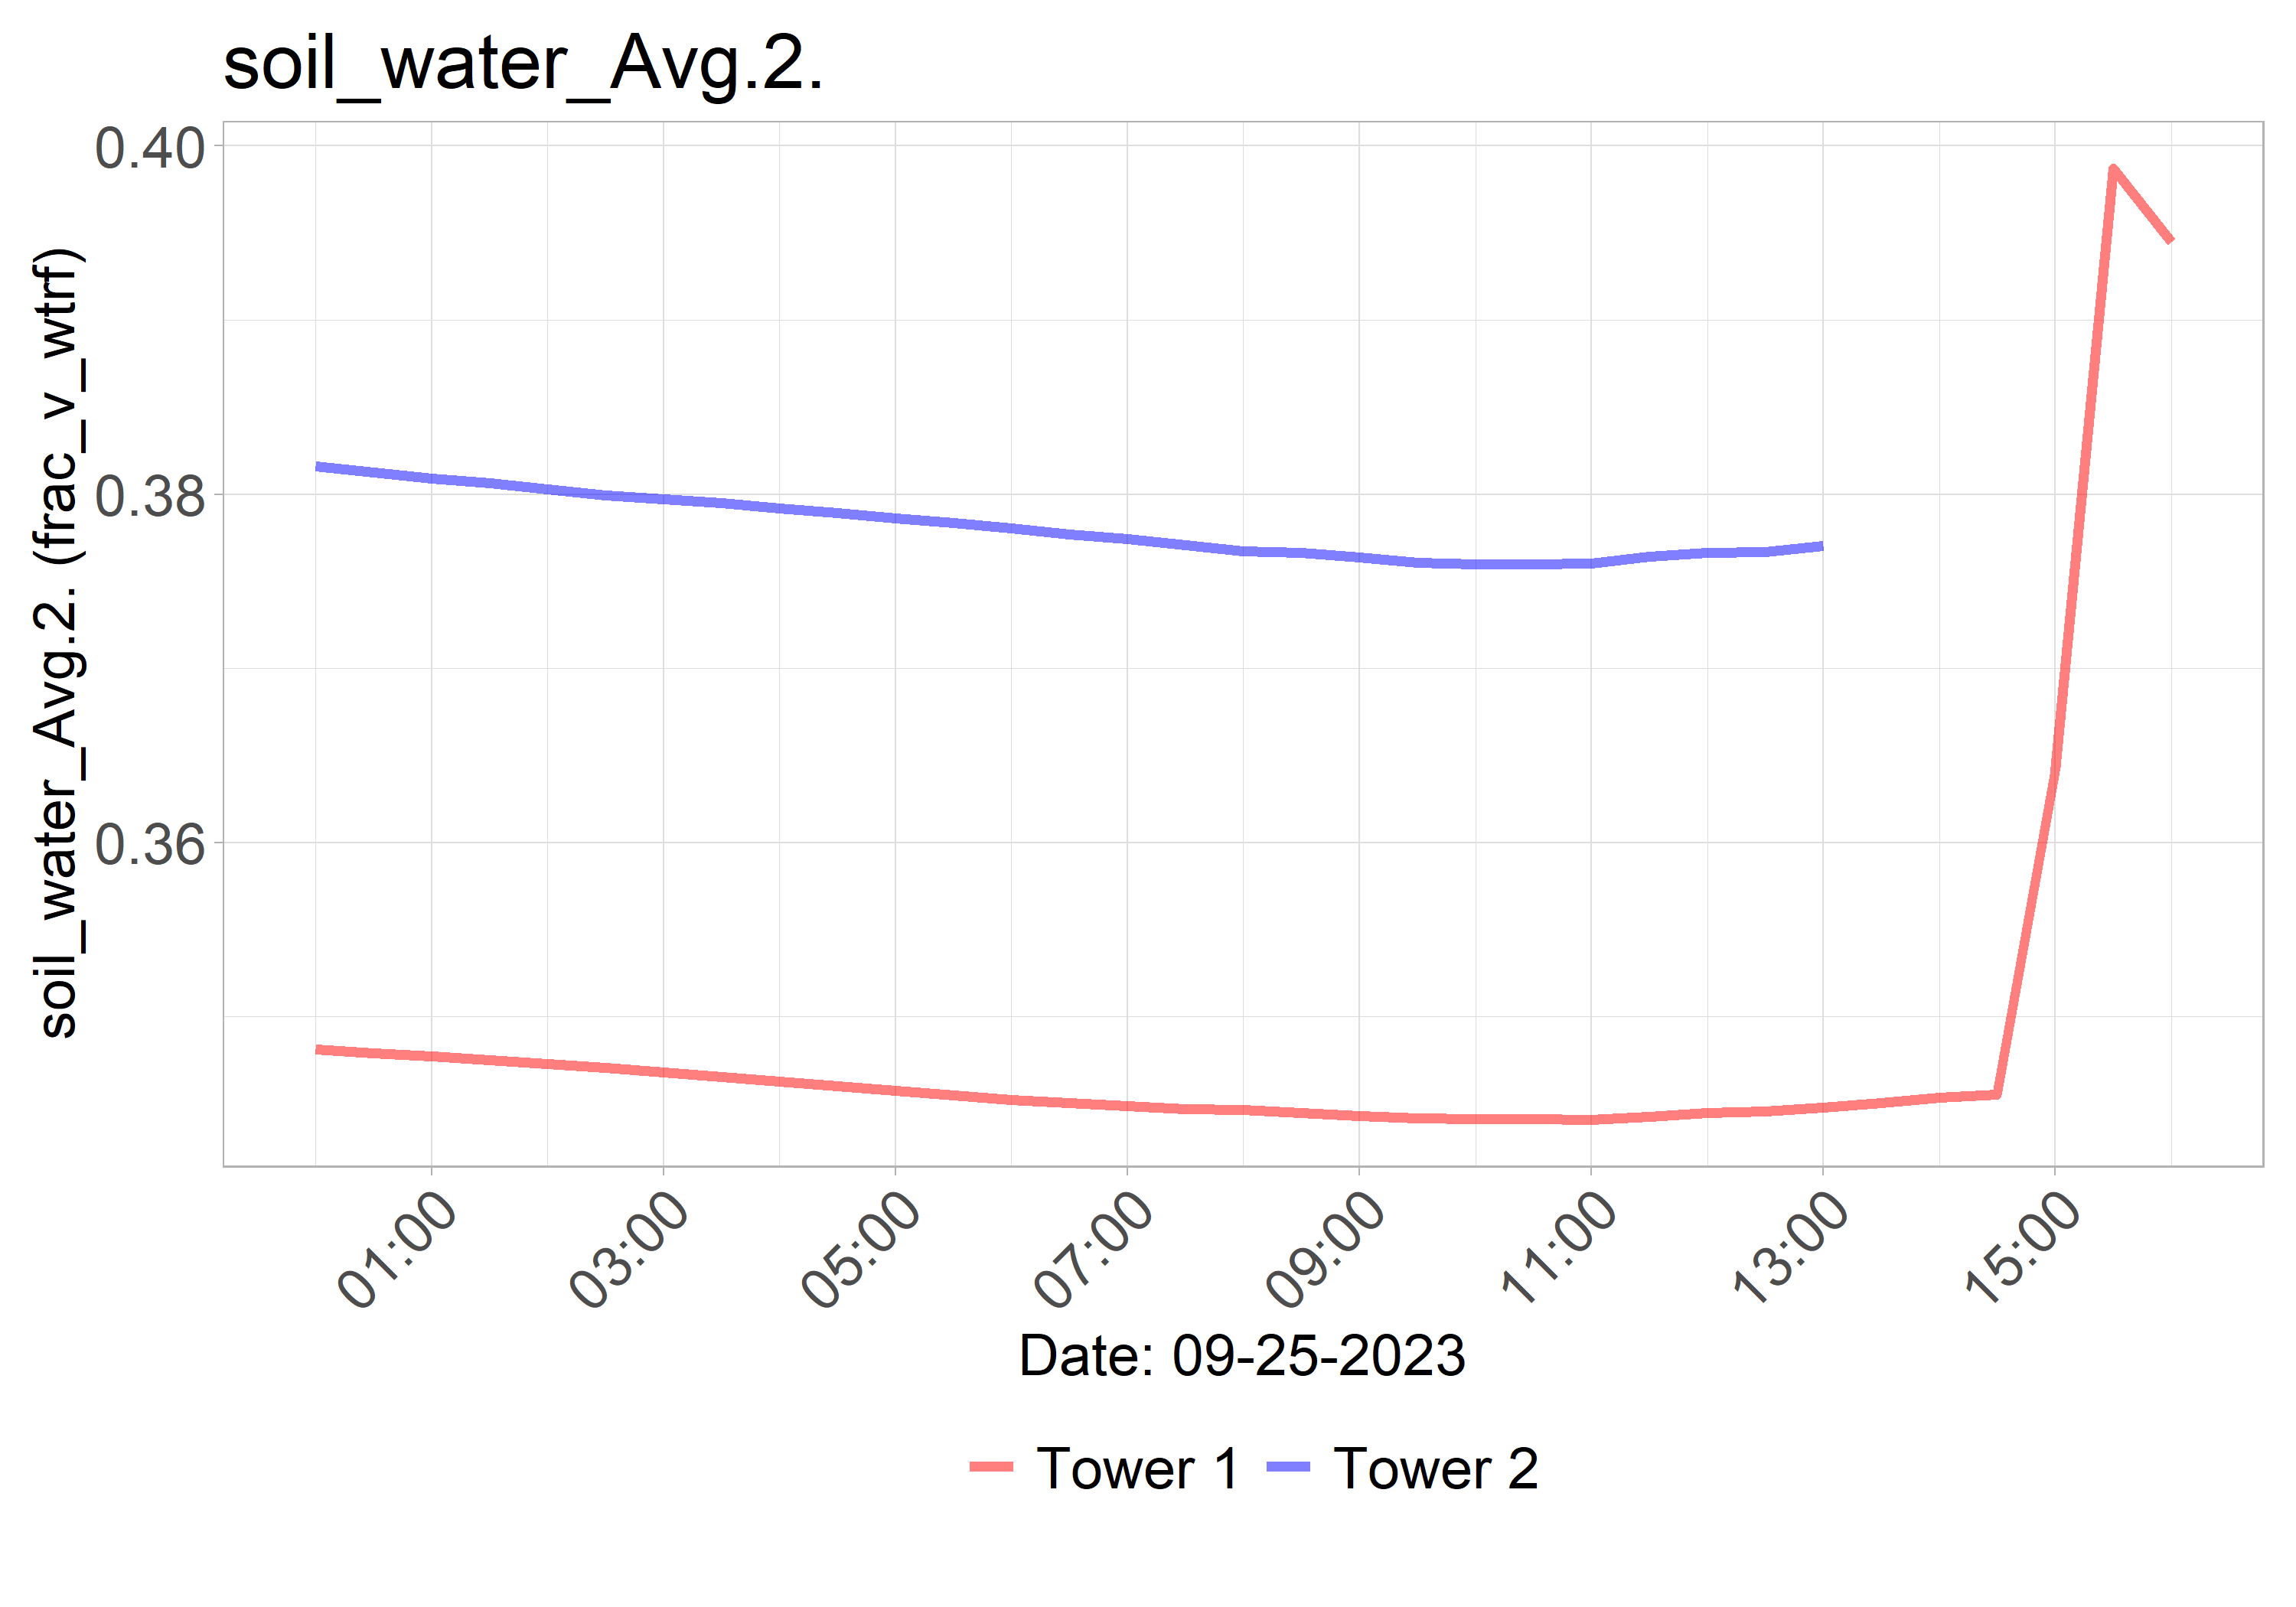 soil_water_Avg.2.
soil_water_Avg.2. (frac_v_wtrf)
0.40
0.38
0.36
01:00
03:00
05:00
07:00
09:00
11:00
13:00
15:00
Date: 09-25-2023
Tower 1
Tower 2